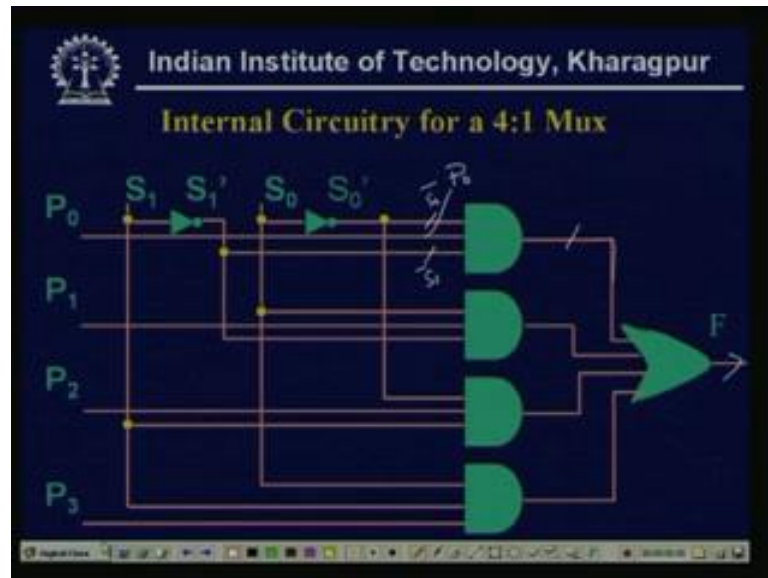 Indian Institute of Technology, Kharagpur
Internal Circuitry for a 4:1 Mux
S₁ S₁' S₀ S₀'
P₀
P₀
S̄₁
P₁
F
P₂
P₃